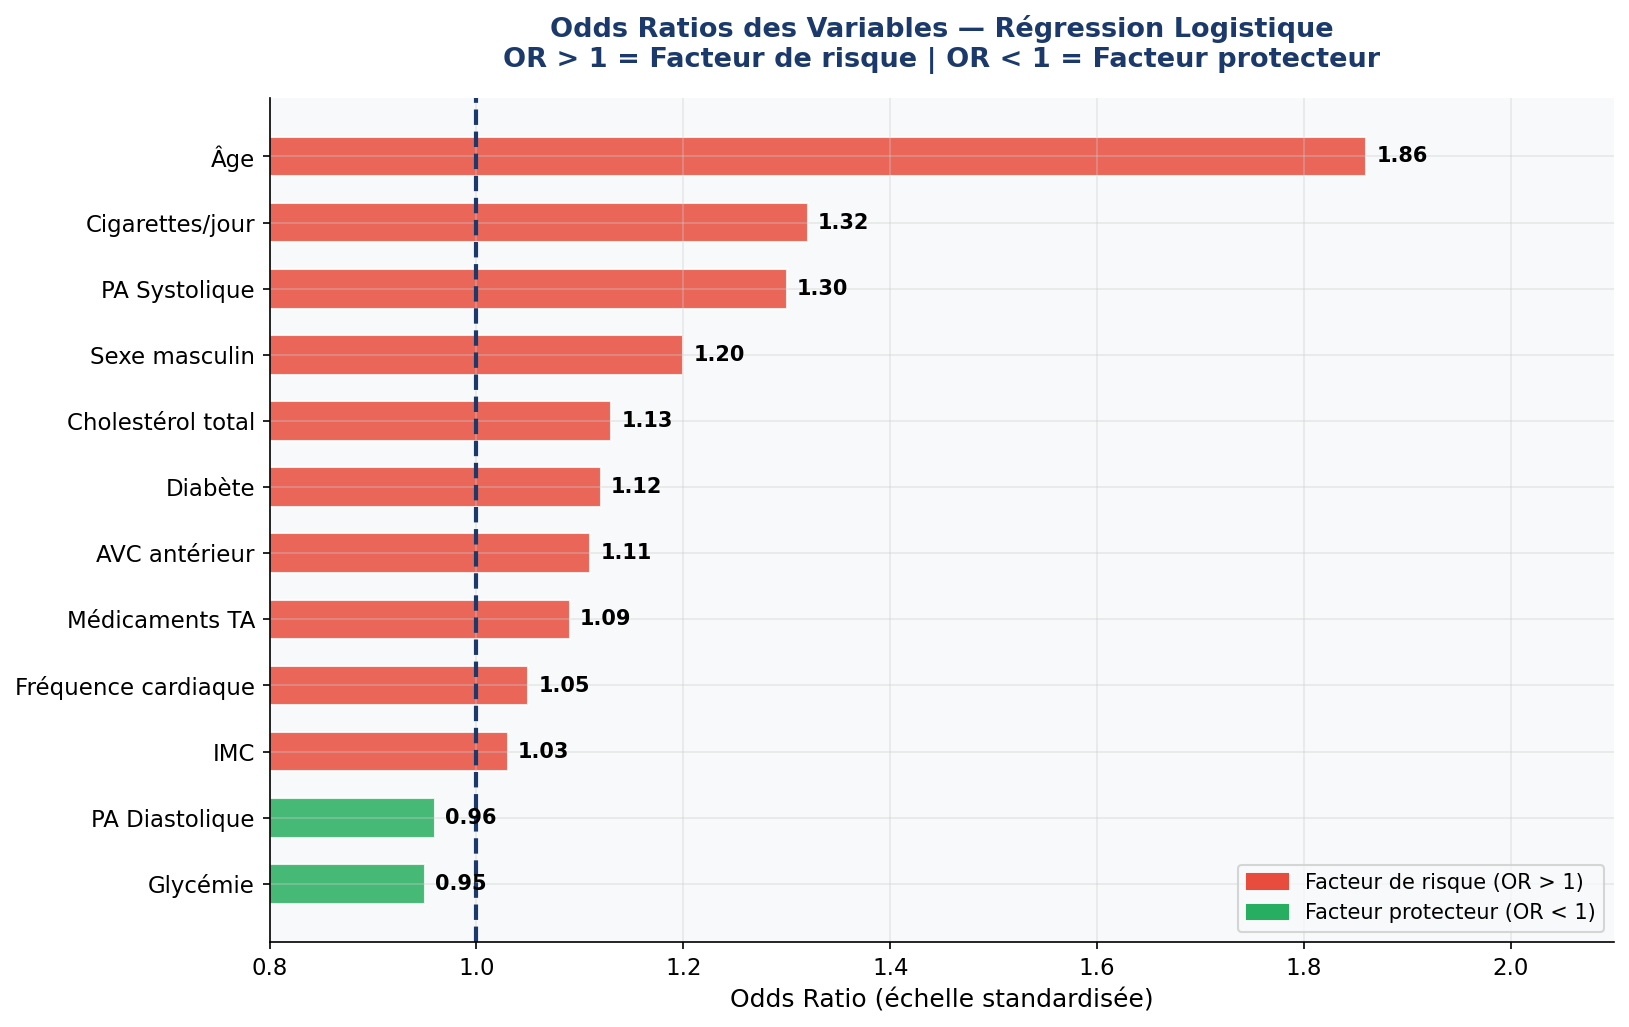 Odds Ratios des Variables — Régression Logistique
OR > 1 = Facteur de risque | OR < 1 = Facteur protecteur
Âge 1.86
Cigarettes/jour 1.32
PA Systolique 1.30
Sexe masculin 1.20
Cholestérol total 1.13
Diabète 1.12
AVC antérieur 1.11
Médicaments TA 1.09
Fréquence cardiaque 1.05
IMC 1.03
PA Diastolique 0.96
Glycémie 0.95
Facteur de risque (OR > 1)
Facteur protecteur (OR < 1)
0.8 1.0 1.2 1.4 1.6 1.8 2.0
Odds Ratio (échelle standardisée)